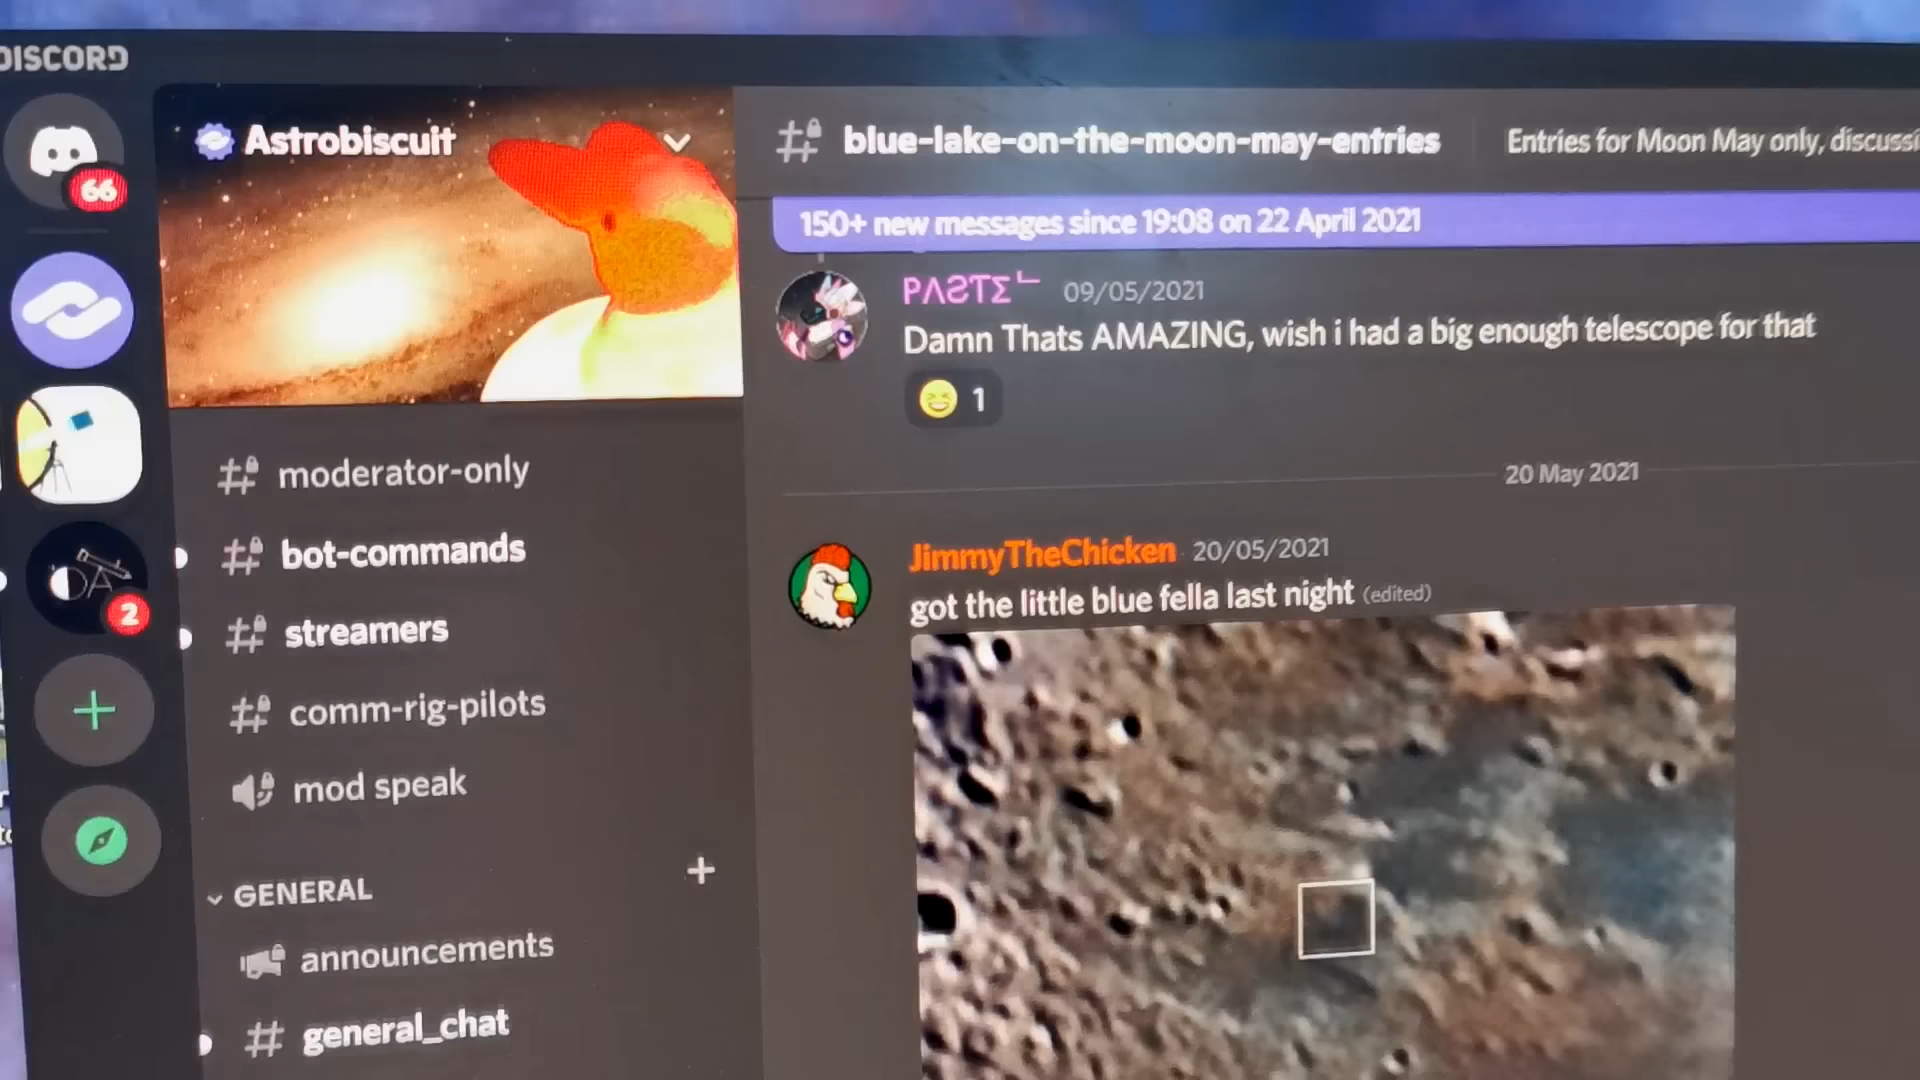 DISCORD
66
2
Astrobiscuit
moderator-only
bot-commands
streamers
comm-rig-pilots
mod speak
GENERAL
announcements
general_chat
blue-lake-on-the-moon-may-entries
Entries for Moon May only, discussi
150+ new messages since 19:08 on 22 April 2021
PΛƧTΣᄂ 09/05/2021
Damn Thats AMAZING, wish i had a big enough telescope for that
1
20 May 2021
JimmyTheChicken 20/05/2021
got the little blue fella last night (edited)